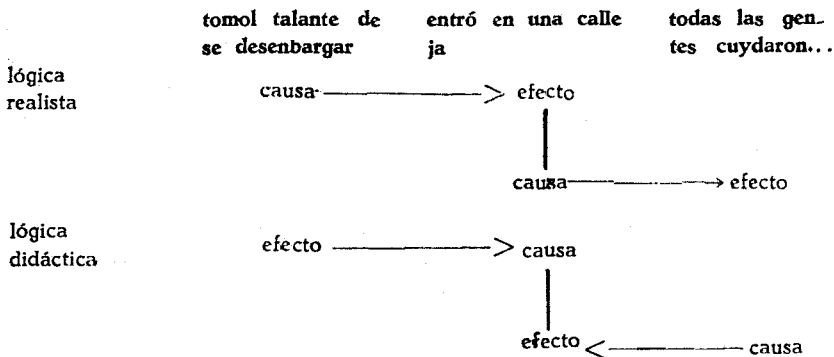 tomol talante de entró en una calle todas las gen-
se desenbargar ja tes cuydaron...
lógica
realista causa efecto
causa efecto
lógica
didáctica efecto causa
efecto causa